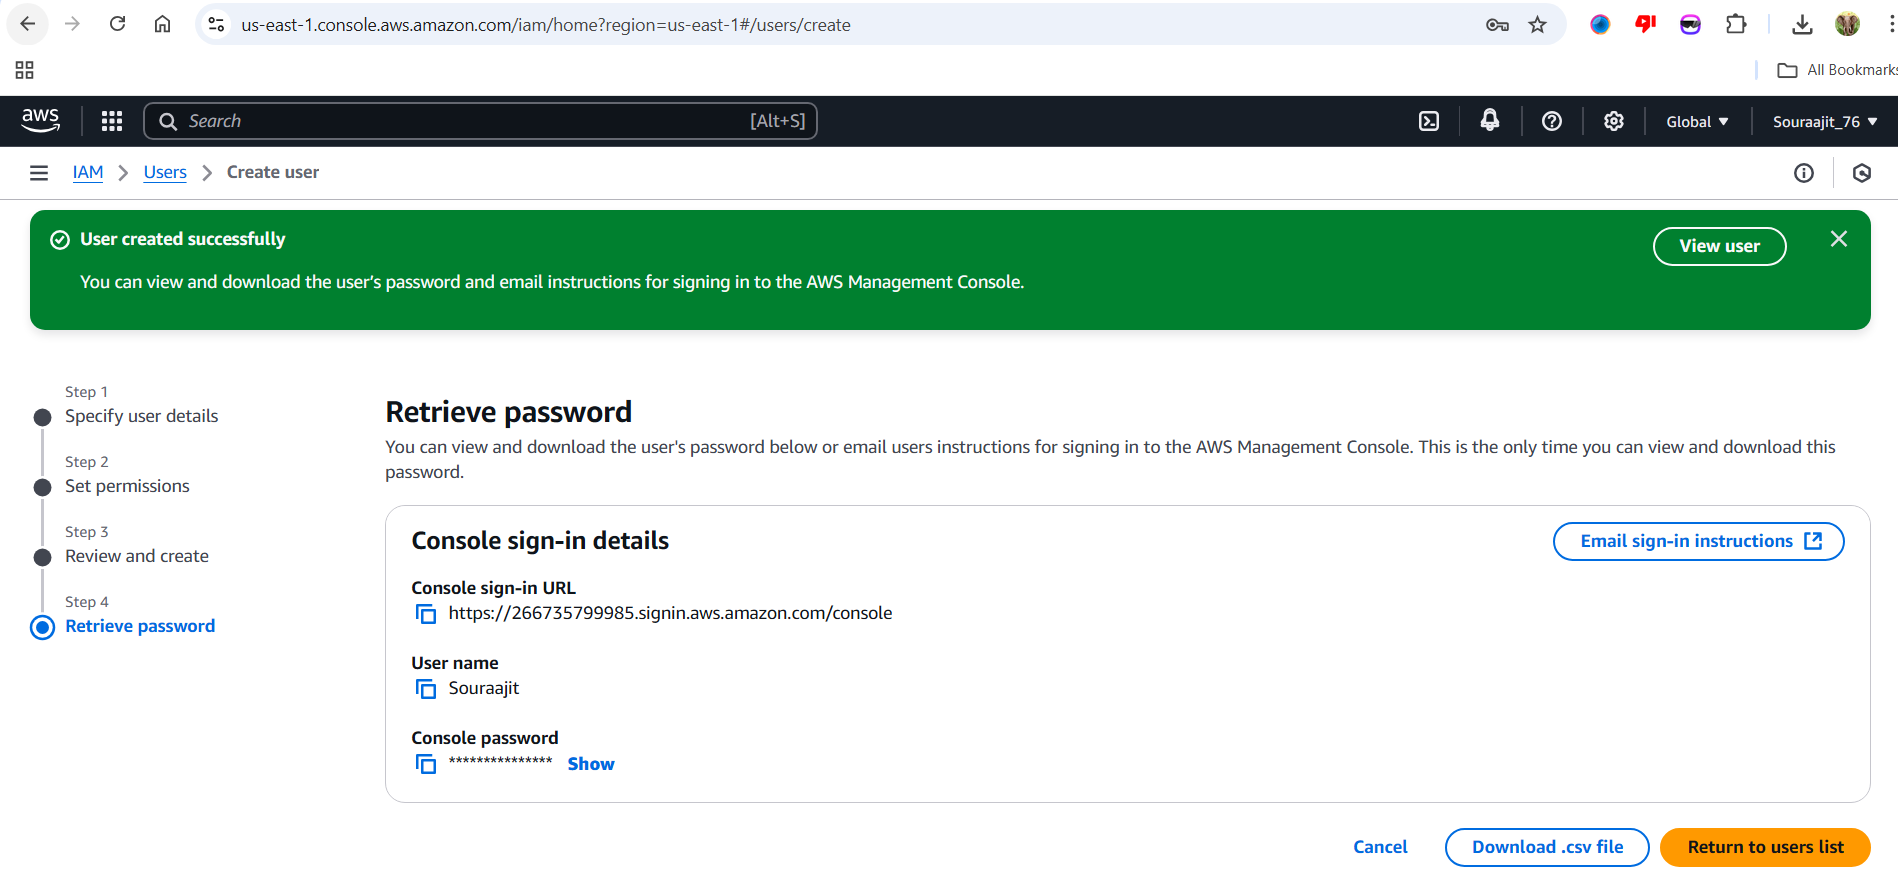 us-east-1.console.aws.amazon.com/iam/home?region=us-east-1#/users/create
All Bookmarks
aws
Search
[Alt+S]
Global
Souraajit_76
IAM
Users
Create user
User created successfully
View user
You can view and download the user's password and email instructions for signing in to the AWS Management Console.
Step 1
Specify user details
Step 2
Set permissions
Step 3
Review and create
Step 4
Retrieve password
Retrieve password
You can view and download the user's password below or email users instructions for signing in to the AWS Management Console. This is the only time you can view and download this
password.
Console sign-in details
Email sign-in instructions
Console sign-in URL
https://266735799985.signin.aws.amazon.com/console
User name
Souraajit
Console password
*************** Show
Cancel
Download .csv file
Return to users list